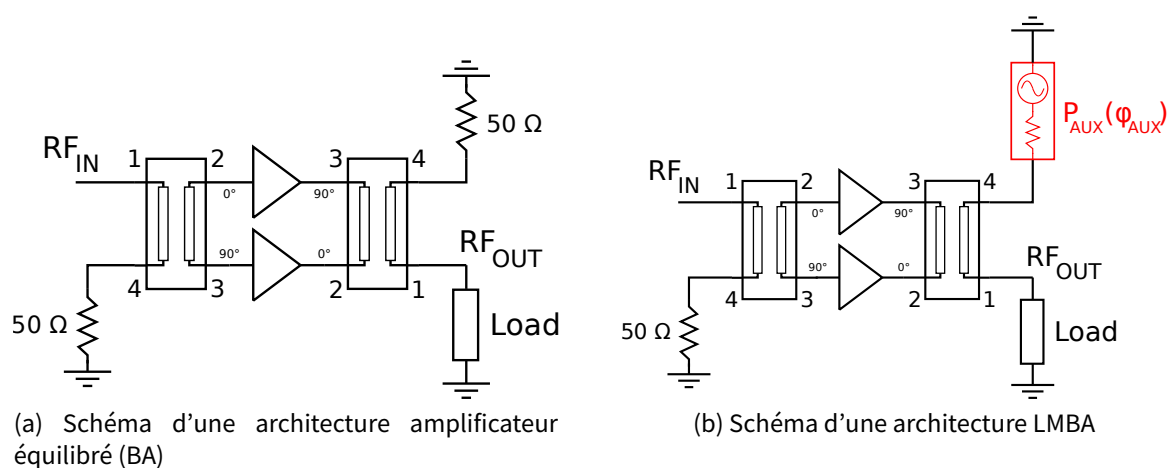 50 Ω
RF_IN
1 2
0°
90°
4 3
3 4
90°
0°
2 1
RF_OUT
50 Ω
Load
(a) Schéma d'une architecture amplificateur
équilibré (BA)
P_AUX(φ_AUX)
RF_IN
1 2
0°
90°
4 3
3 4
90°
0°
2 1
RF_OUT
50 Ω
Load
(b) Schéma d'une architecture LMBA